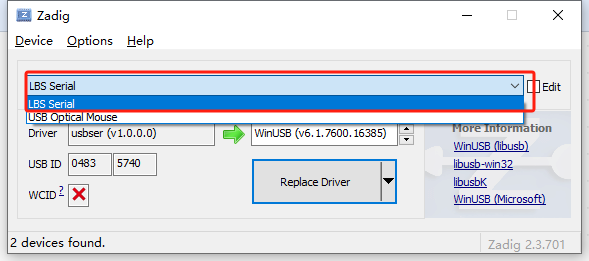 Zadig
Device Options Help
LBS Serial
Edit
LBS Serial
USB Optical Mouse
Driver usbser (v1.0.0.0) WinUSB (v6.1.7600.16385)
More Information
WinUSB (libusb)
libusb-win32
libusbK
WinUSB (Microsoft)
USB ID 0483 5740
WCID ?
Replace Driver
2 devices found.
Zadig 2.3.701